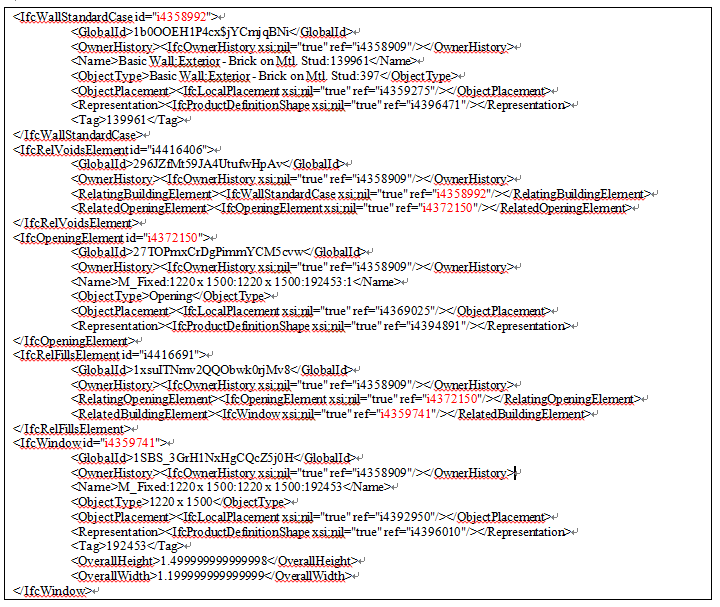 <IfcWallStandardCase id="i4358992">
<GlobalId>1b0OOEH1P4cx$jYCmjqBNi</GlobalId>
<OwnerHistory><IfcOwnerHistory xsi:nil="true" ref="i4358909"/></OwnerHistory>
<Name>Basic Wall:Exterior - Brick on Mtl. Stud:139961</Name>
<ObjectType>Basic Wall:Exterior - Brick on Mtl. Stud:397</ObjectType>
<ObjectPlacement><IfcLocalPlacement xsi:nil="true" ref="i4359275"/></ObjectPlacement>
<Representation><IfcProductDefinitionShape xsi:nil="true" ref="i4396471"/></Representation>
<Tag>139961</Tag>
</IfcWallStandardCase>
<IfcRelVoidsElement id="i4416406">
<GlobalId>296JZfMt59JA4UtufwHpAv</GlobalId>
<OwnerHistory><IfcOwnerHistory xsi:nil="true" ref="i4358909"/></OwnerHistory>
<RelatingBuildingElement><IfcWallStandardCase xsi:nil="true" ref="i4358992"/></RelatingBuildingElement>
<RelatedOpeningElement><IfcOpeningElement xsi:nil="true" ref="i4372150"/></RelatedOpeningElement>
</IfcRelVoidsElement>
<IfcOpeningElement id="i4372150">
<GlobalId>27TOPmxCrDgPimmYCM5cvw</GlobalId>
<OwnerHistory><IfcOwnerHistory xsi:nil="true" ref="i4358909"/></OwnerHistory>
<Name>M_Fixed:1220 x 1500:1220 x 1500:192453:1</Name>
<ObjectType>Opening</ObjectType>
<ObjectPlacement><IfcLocalPlacement xsi:nil="true" ref="i4369025"/></ObjectPlacement>
<Representation><IfcProductDefinitionShape xsi:nil="true" ref="i4394891"/></Representation>
</IfcOpeningElement>
<IfcRelFillsElement id="i4416691">
<GlobalId>1xsuITNmv2QQObwk0rjMv8</GlobalId>
<OwnerHistory><IfcOwnerHistory xsi:nil="true" ref="i4358909"/></OwnerHistory>
<RelatingOpeningElement><IfcOpeningElement xsi:nil="true" ref="i4372150"/></RelatingOpeningElement>
<RelatedBuildingElement><IfcWindow xsi:nil="true" ref="i4359741"/></RelatedBuildingElement>
</IfcRelFillsElement>
<IfcWindow id="i4359741">
<GlobalId>1SBS_3GrH1NxHgCQcZ5j0H</GlobalId>
<OwnerHistory><IfcOwnerHistory xsi:nil="true" ref="i4358909"/></OwnerHistory>
<Name>M_Fixed:1220 x 1500:1220 x 1500:192453</Name>
<ObjectType>1220 x 1500</ObjectType>
<ObjectPlacement><IfcLocalPlacement xsi:nil="true" ref="i4392950"/></ObjectPlacement>
<Representation><IfcProductDefinitionShape xsi:nil="true" ref="i4396010"/></Representation>
<Tag>192453</Tag>
<OverallHeight>1.499999999999998</OverallHeight>
<OverallWidth>1.199999999999999</OverallWidth>
</IfcWindow>